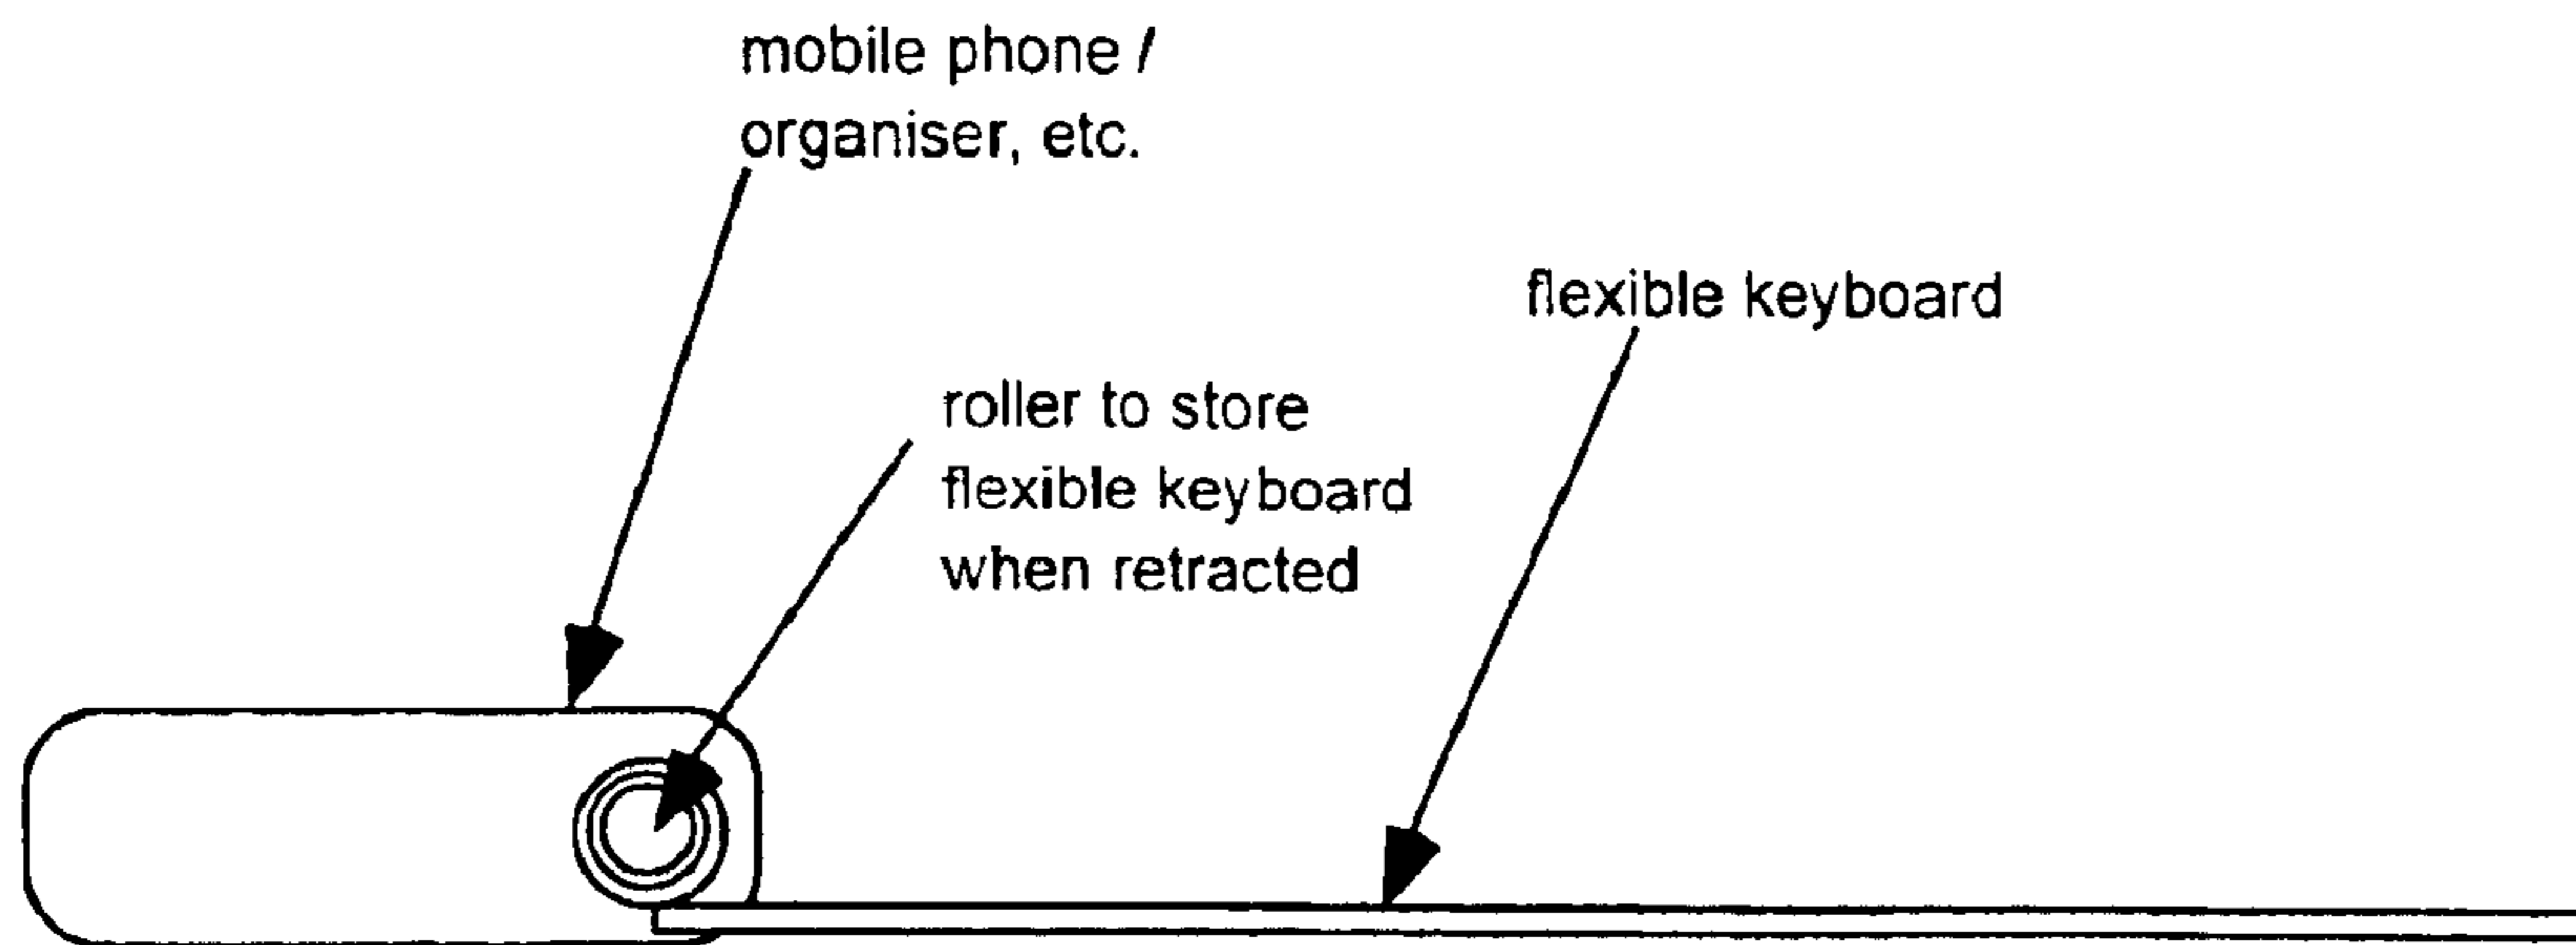 mobile phone /
organiser, etc.
flexible keyboard
roller to store
flexible keyboard
when retracted